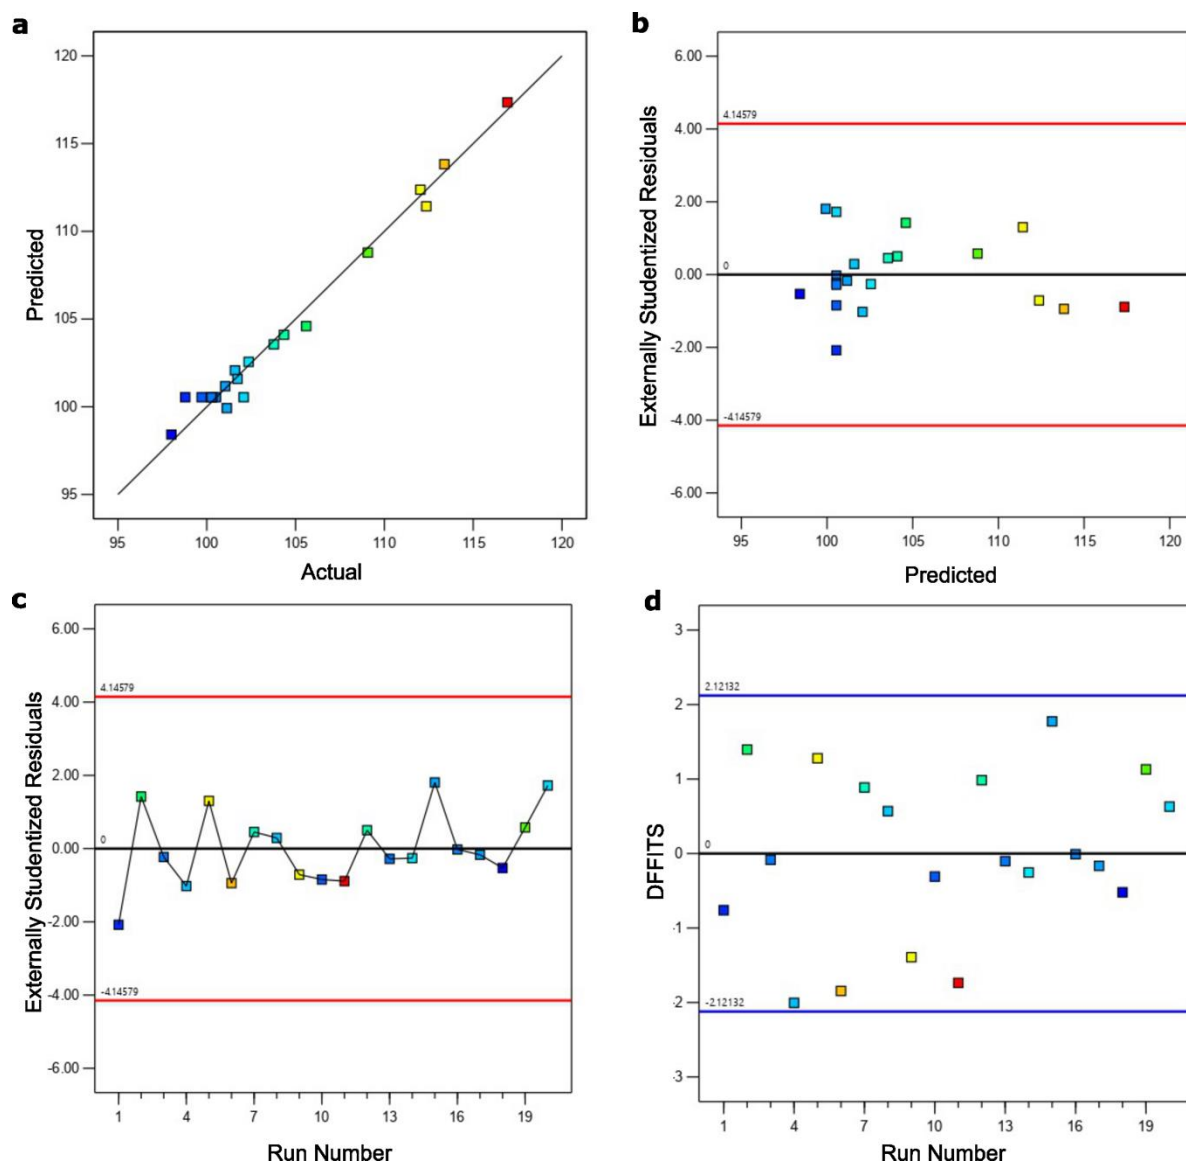 a
120
115
110
105
100
95
Predicted
95 100 105 110 115 120
Actual
b
6.00
4.00
2.00
0.00
-2.00
-4.00
-6.00
Externally Studentized Residuals
4.14579
0
-4.14579
95 100 105 110 115 120
Predicted
c
6.00
4.00
2.00
0.00
-2.00
-4.00
-6.00
Externally Studentized Residuals
4.14579
0
-4.14579
1 4 7 10 13 16 19
Run Number
d
3
2
1
0
-1
-2
-3
DFFITS
2.12132
0
-2.12132
1 4 7 10 13 16 19
Run Number